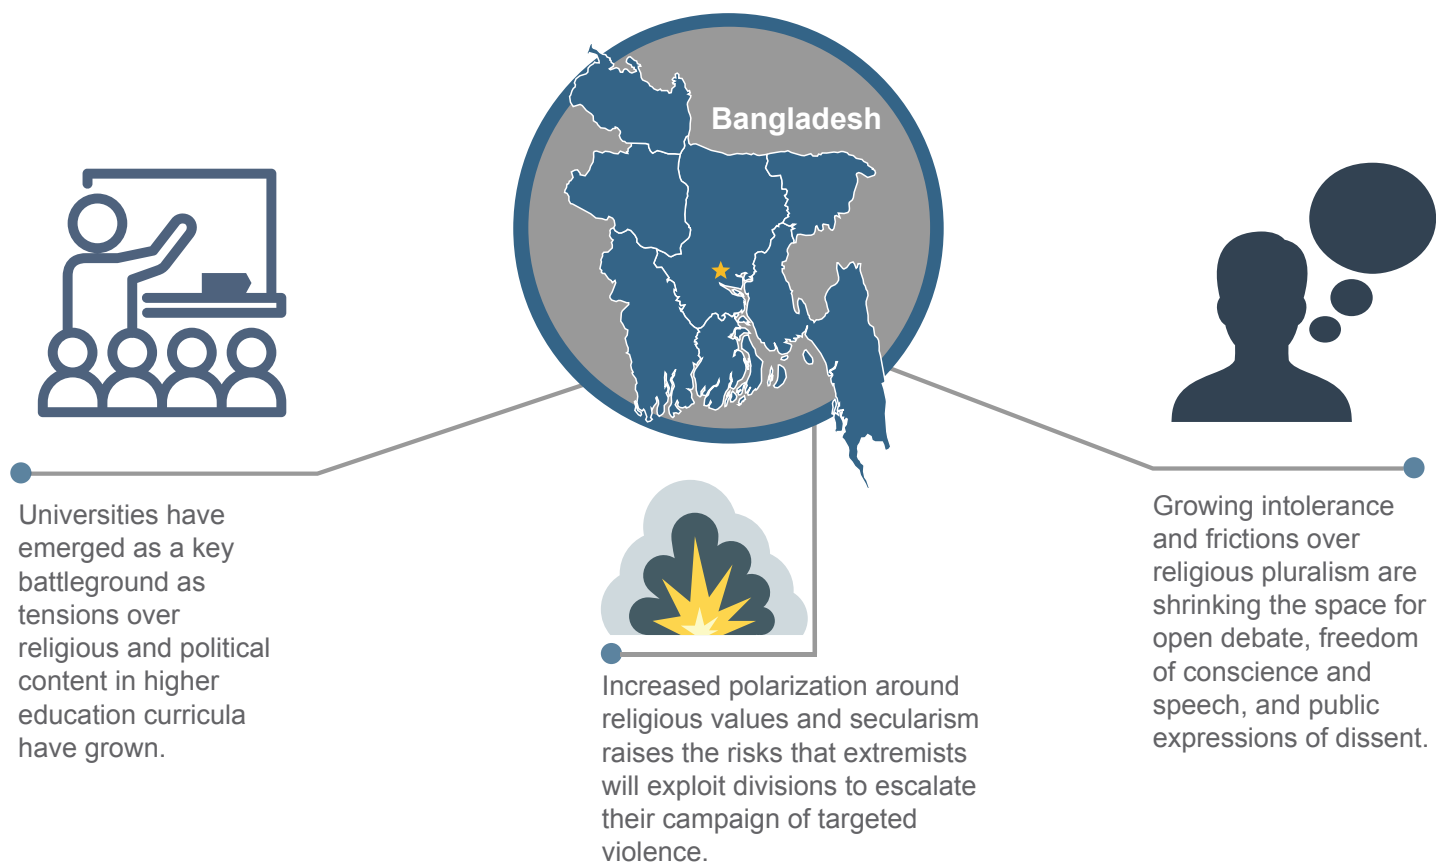 Bangladesh
Universities have
emerged as a key
battleground as
tensions over
religious and political
content in higher
education curricula
have grown.
Increased polarization around
religious values and secularism
raises the risks that extremists
will exploit divisions to escalate
their campaign of targeted
violence.
Growing intolerance
and frictions over
religious pluralism are
shrinking the space for
open debate, freedom
of conscience and
speech, and public
expressions of dissent.